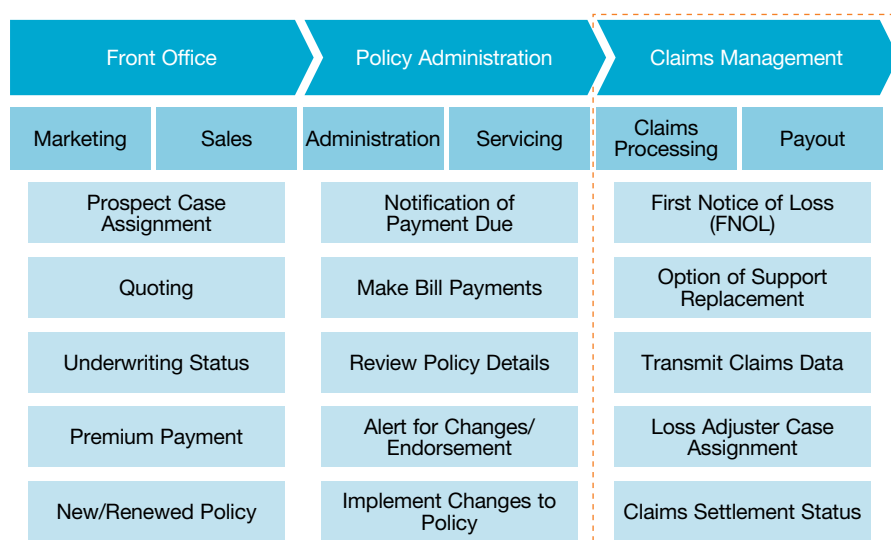 Front Office
Policy Administration
Claims Management
Marketing
Sales
Administration
Servicing
Claims
Processing
Payout
Prospect Case
Assignment
Notification of
Payment Due
First Notice of Loss
(FNOL)
Quoting
Make Bill Payments
Option of Support
Replacement
Underwriting Status
Review Policy Details
Transmit Claims Data
Premium Payment
Alert for Changes/
Endorsement
Loss Adjuster Case
Assignment
New/Renewed Policy
Implement Changes to
Policy
Claims Settlement Status